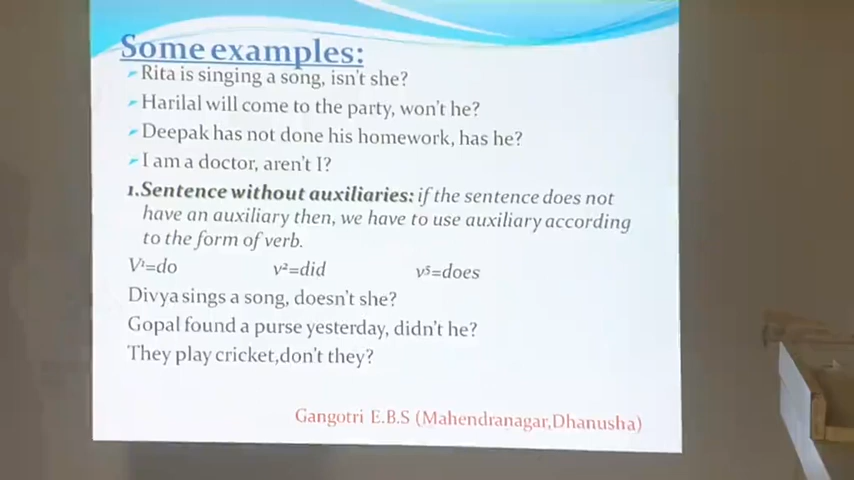 Some examples:
Rita is singing a song, isn't she?
Harilal will come to the party, won't he?
Deepak has not done his homework, has he?
I am a doctor, aren't I?
1.Sentence without auxiliaries: if the sentence does not
have an auxiliary then, we have to use auxiliary according
to the form of verb.
V¹=do v²=did v⁵=does
Divya sings a song, doesn't she?
Gopal found a purse yesterday, didn't he?
They play cricket,don't they?
Gangotri E.B.S (Mahendranagar,Dhanusha)